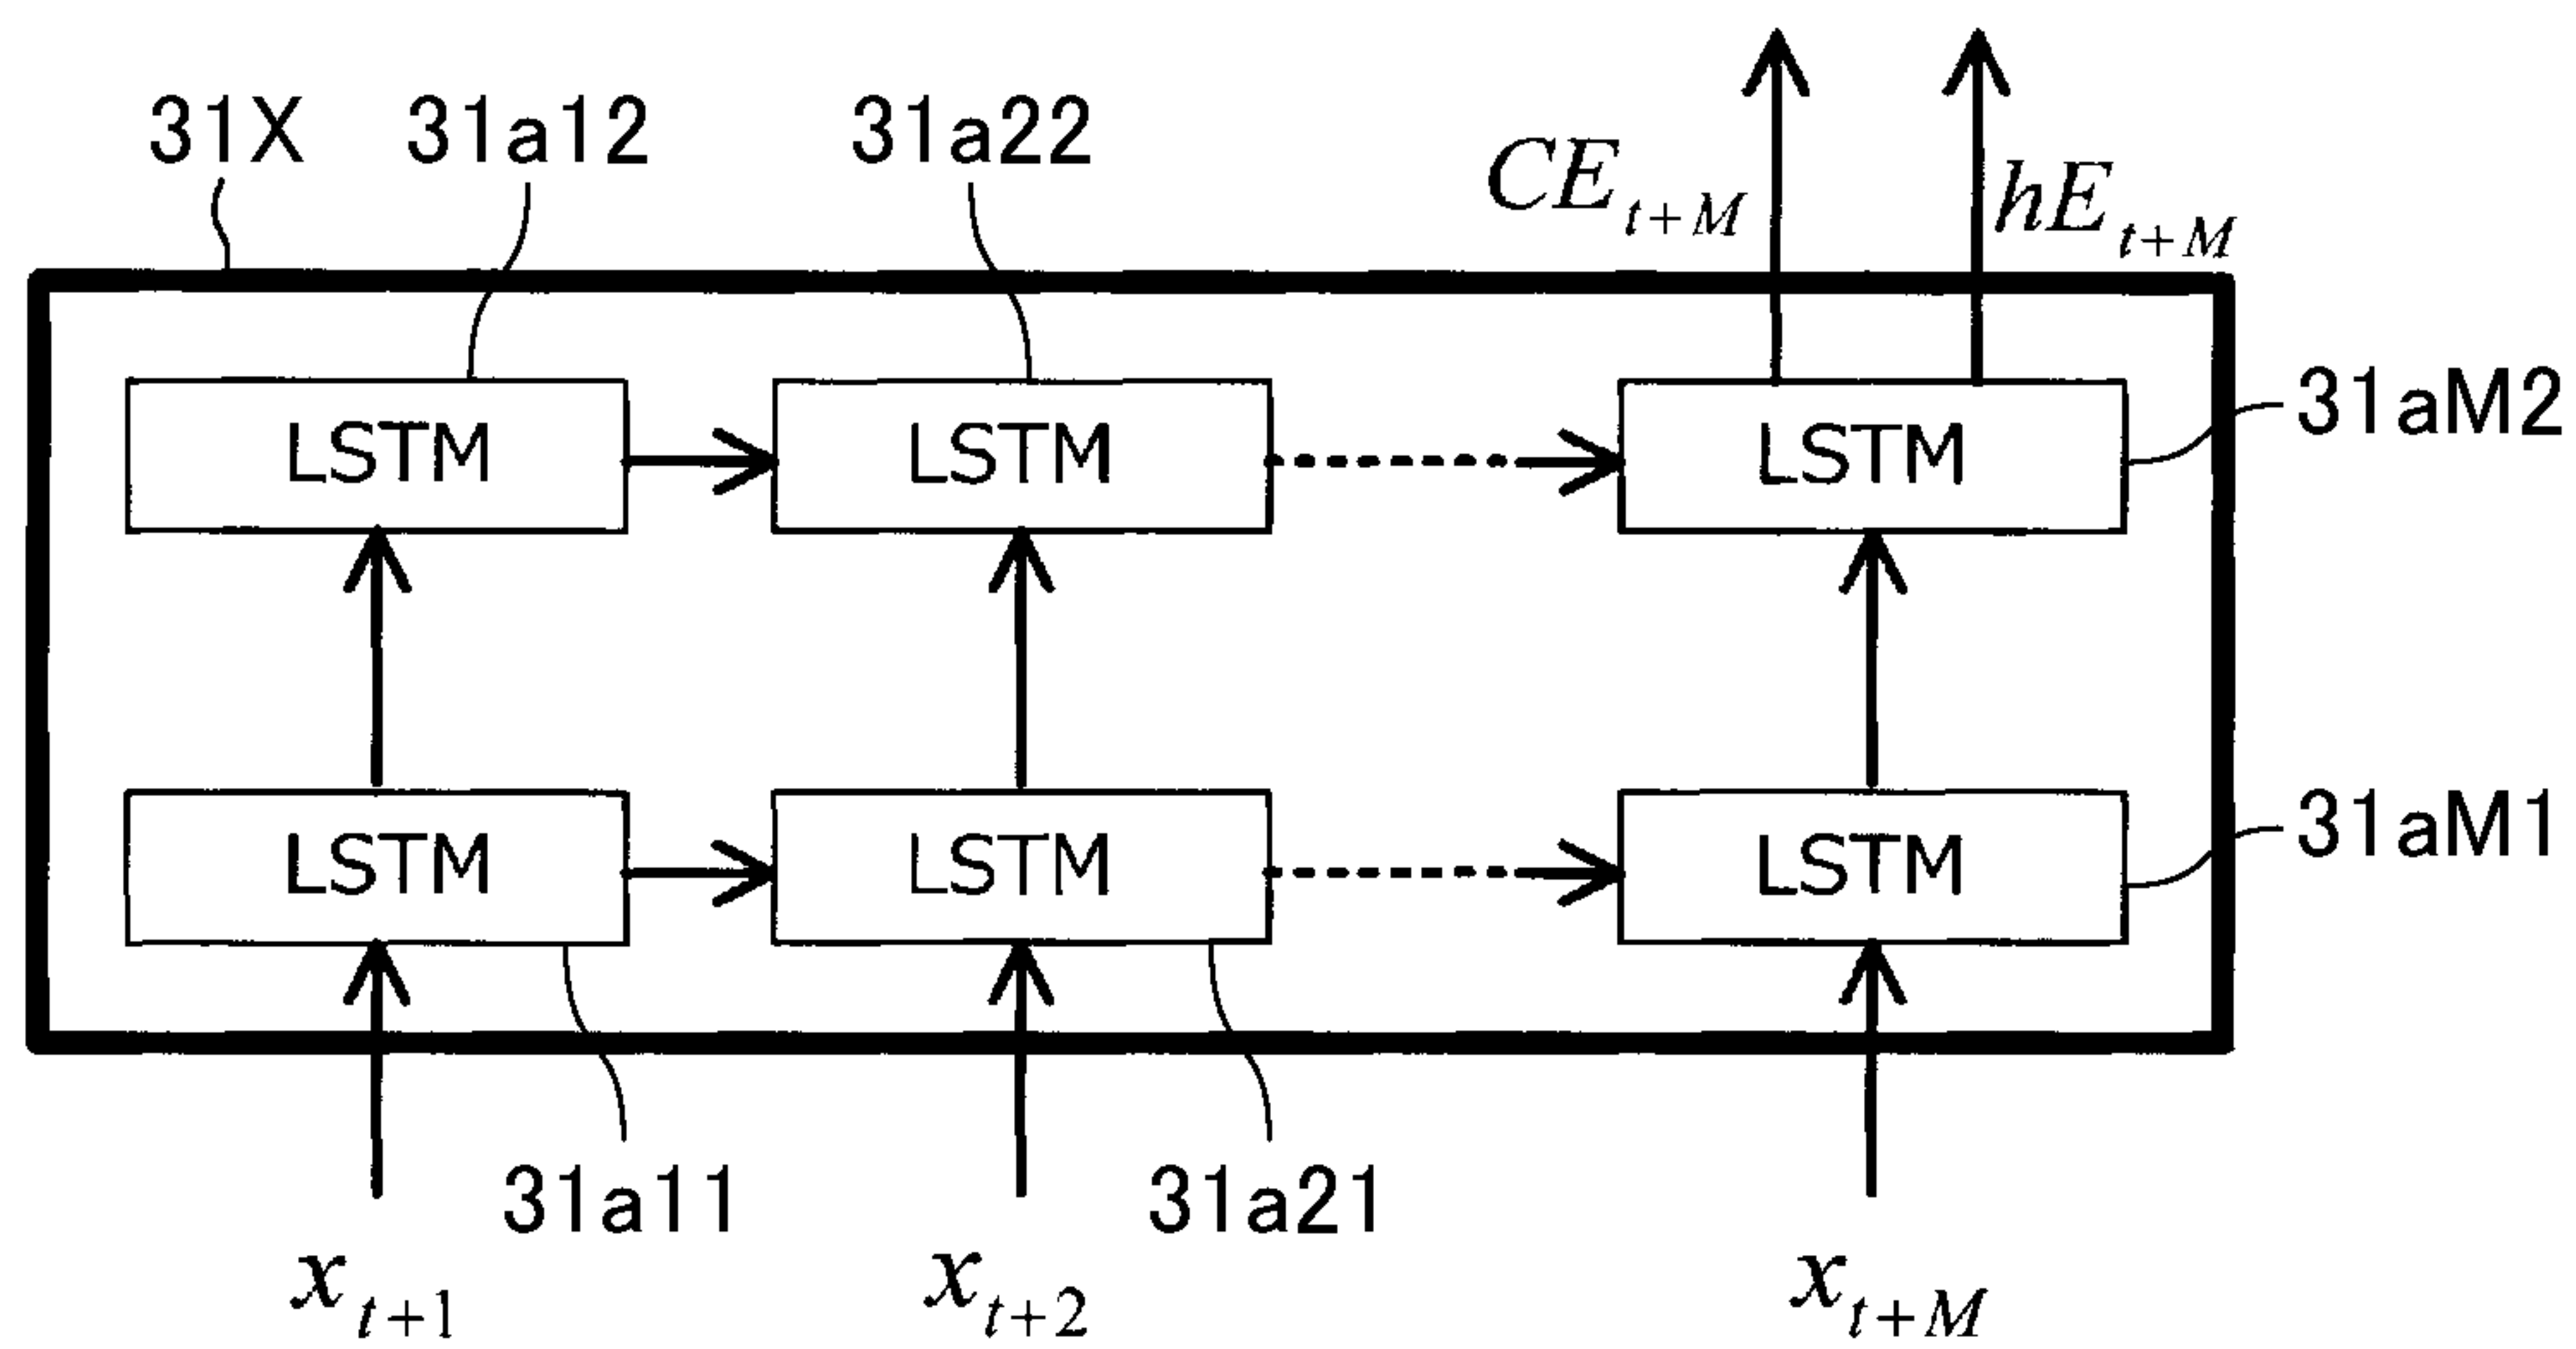 31X 31a12 31a22
CE_{t+M} hE_{t+M}
LSTM LSTM LSTM 31aM2
LSTM LSTM LSTM 31aM1
31a11 31a21
x_{t+1} x_{t+2} x_{t+M}